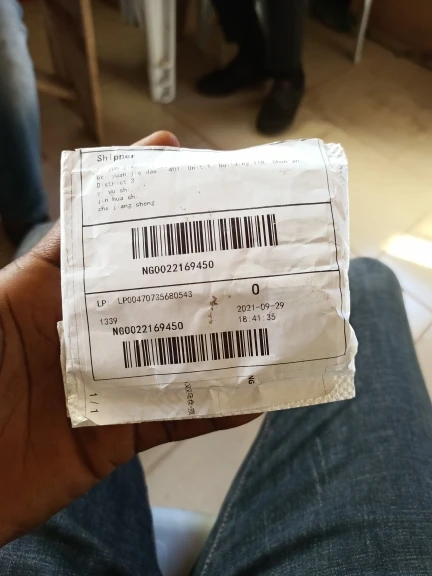 Shipper
District 3
jin hua shi
zhe jiang sheng
NG0022169450
LP LP00470735680543 0
2021-09-29
1339 18:41:35
NG0022169450
NG
1/1